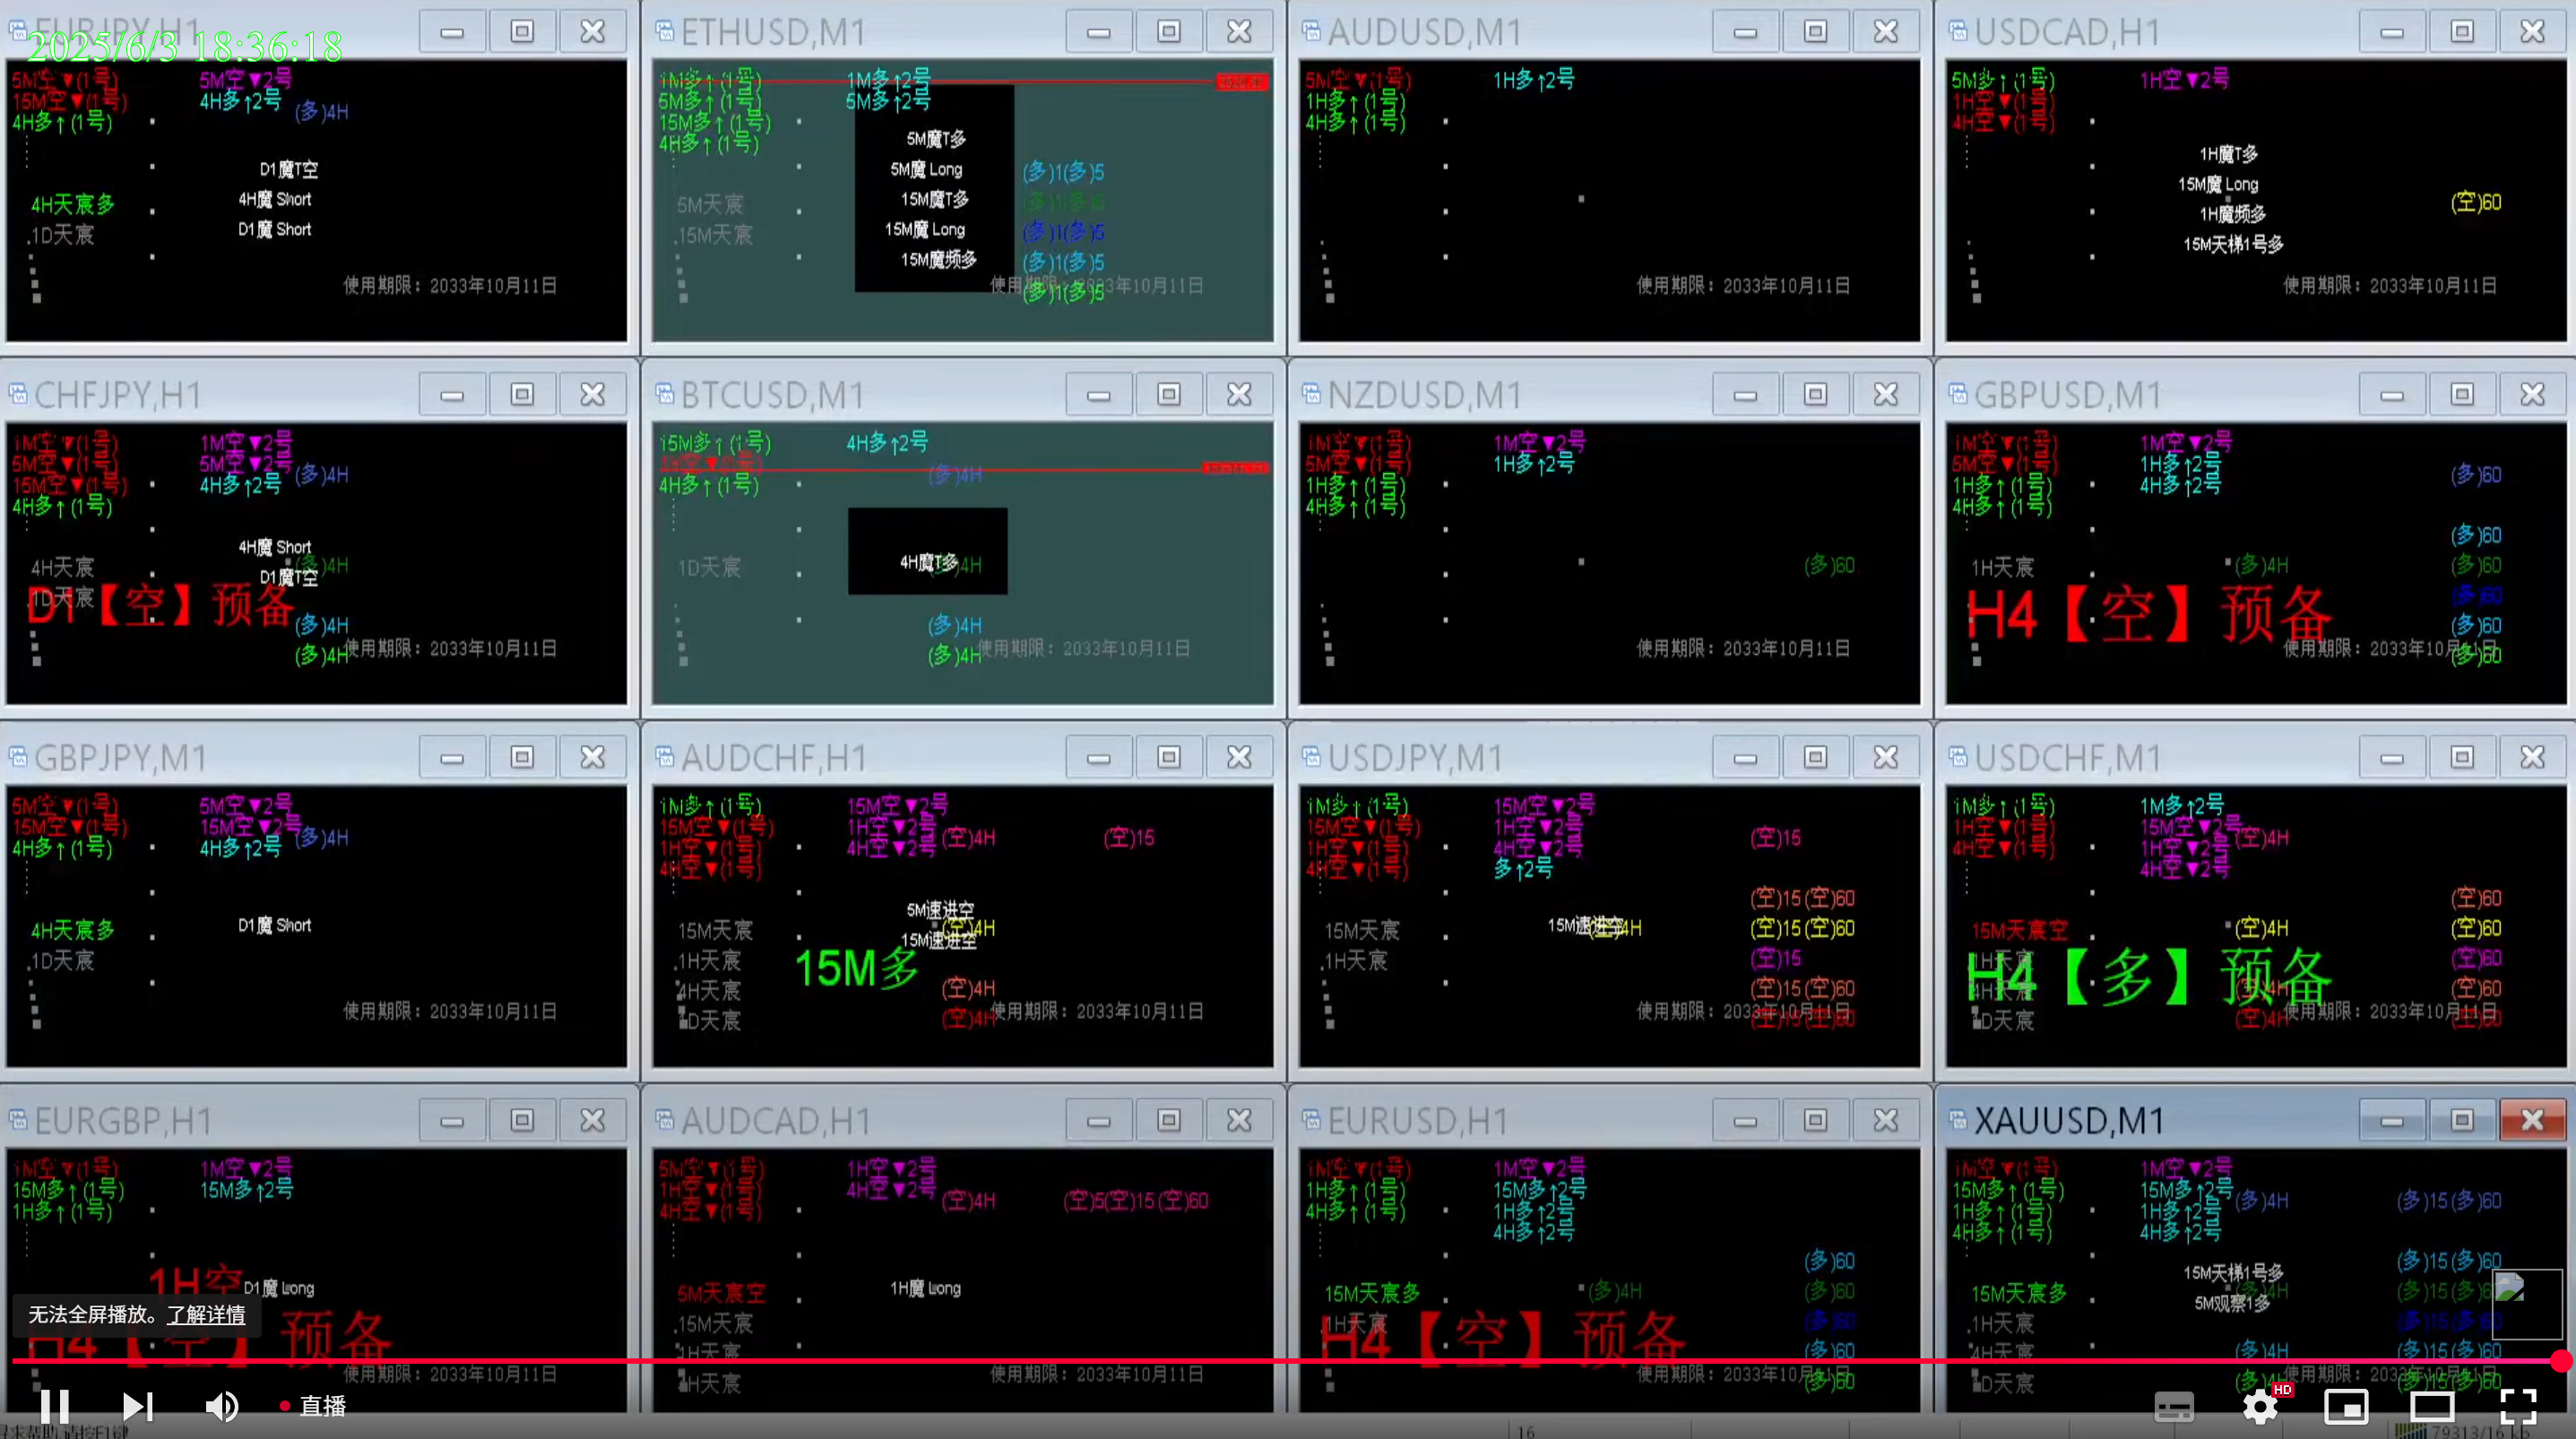 EURJPY,H1
2025/6/3 18:36:18
5M空▼(1号) 5M空▼2号
15M空▼(1号) 4H多↑2号 (多)4H
4H多↑(1号)
D1魔T空
4H天宸多 4H魔 Short
.1D天宸 D1魔 Short
使用期限：2033年10月11日
ETHUSD,M1
1M多↑(1号) 1M多↑2号
5M多↑(1号) 5M多↑2号
15M多↑(1号)
4H多↑(1号)
5M魔T多
5M魔 Long (多)1(多)5
5M天宸 15M魔T多 (多)1(多)5
.15M天宸 15M魔 Long (多)1(多)5
15M魔频多 (多)1(多)5
(多)1(多)5
AUDUSD,M1
5M空▼(1号) 1H多↑2号
1H多↑(1号)
4H多↑(1号)
使用期限：2033年10月11日
USDCAD,H1
5M多↑(1号) 1H空▼2号
1H空▼(1号)
4H空▼(1号)
1H魔T多
15M魔 Long
(空)60
1H魔频多
15M天梯1号多
使用期限：2033年10月11日
CHFJPY,H1
1M空▼(1号) 1M空▼2号
5M空▼(1号) 5M空▼2号
15M空▼(1号) 4H多↑2号 (多)4H
4H多↑(1号)
4H魔 Short
4H天宸 (多)4H
D1魔T空
.1D天宸
D1【空】预备
(多)4H
(多)4H
使用期限：2033年10月11日
BTCUSD,M1
15M多↑(1号) 4H多↑2号
1H空▼(1号) (多)4H
4H多↑(1号)
1D天宸 4H魔T多 (多)4H
(多)4H
(多)4H
使用期限：2033年10月11日
NZDUSD,M1
1M空▼(1号) 1M空▼2号
5M空▼(1号) 1H多↑2号
1H多↑(1号)
4H多↑(1号)
(多)60
使用期限：2033年10月11日
GBPUSD,M1
1M空▼(1号) 1M空▼2号
5M空▼(1号) 1H多↑2号 (多)60
1H多↑(1号) 4H多↑2号
4H多↑(1号)
(多)60
1H天宸 (多)4H (多)60
(多)60
H4【空】预备
(多)60
(多)60
使用期限：2033年10月11日
GBPJPY,M1
5M空▼(1号) 5M空▼2号
15M空▼(1号) 15M空▼2号 (多)4H
4H多↑(1号) 4H多↑2号
4H天宸多 D1魔 Short
.1D天宸
使用期限：2033年10月11日
AUDCHF,H1
1M多↑(1号) 15M空▼2号
15M空▼(1号) 1H空▼2号 (空)4H (空)15
1H空▼(1号) 4H空▼2号
4H空▼(1号)
5M速进空
15M天宸 (空)4H
15M速进空
.1H天宸
15M多
4H天宸 (空)4H
1D天宸 (空)4H
使用期限：2033年10月11日
USDJPY,M1
1M多↑(1号) 15M空▼2号
15M空▼(1号) 1H空▼2号 (空)15
1H空▼(1号) 4H空▼2号
4H空▼(1号) 多↑2号
(空)15(空)60
15M天宸 15M速进空 (空)4H (空)15(空)60
.1H天宸 (空)15
(空)15(空)60
(空)15(空)60
使用期限：2033年10月11日
USDCHF,M1
1M多↑(1号) 1M多↑2号
1H空▼(1号) 15M空▼2号 (空)4H
4H空▼(1号) 1H空▼2号
4H空▼2号
(空)60
15M天宸空 (空)4H (空)60
.1H天宸 (空)60
H4【多】预备
4H天宸 (空)4H (空)60
1D天宸 (空)4H (空)60
使用期限：2033年10月11日
EURGBP,H1
1M空▼(1号) 1M空▼2号
15M多↑(1号) 15M多↑2号
1H多↑(1号)
1H空
D1魔 Long
无法全屏播放。了解详情
H4【空】预备
使用期限：2033年10月11日
AUDCAD,H1
5M空▼(1号) 1H空▼2号
1H空▼(1号) 4H空▼2号 (空)4H (空)5(空)15(空)60
4H空▼(1号)
5M天宸空 1H魔 Long
.15M天宸
1H天宸
4H天宸
使用期限：2033年10月11日
EURUSD,H1
1M空▼(1号) 1M空▼2号
1H多↑(1号) 15M多↑2号
4H多↑(1号) 1H多↑2号
4H多↑2号
(多)60
15M天宸多 (多)4H (多)60
.1H天宸 (多)60
H4【空】预备
(多)60
(多)60
使用期限：2033年10月11日
XAUUSD,M1
1M空▼(1号) 1M空▼2号
15M多↑(1号) 15M多↑2号 (多)4H (多)15(多)60
1H多↑(1号) 1H多↑2号
4H多↑(1号) 4H多↑2号
15M天梯1号多 (多)15(多)60
15M天宸多 (多)4H
5M观察1多
.1H天宸
4H天宸 (多)4H (多)15(多)60
1D天宸 (多)4H (多)15(多)60
使用期限：2033年10月11日
直播
HD
16
79313/16 kb